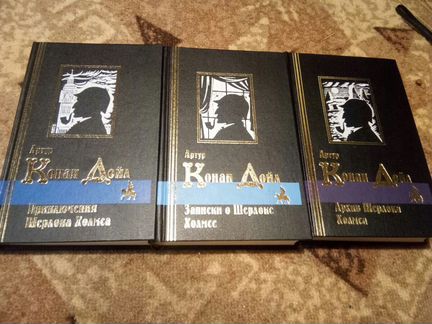 Артур
Конан Дойл
Приключения
Шерлока Холмса
Артур
Конан Дойл
Записки о Шерлоке
Холмсе
Артур
Конан Дойл
Архив Шерлока
Холмса